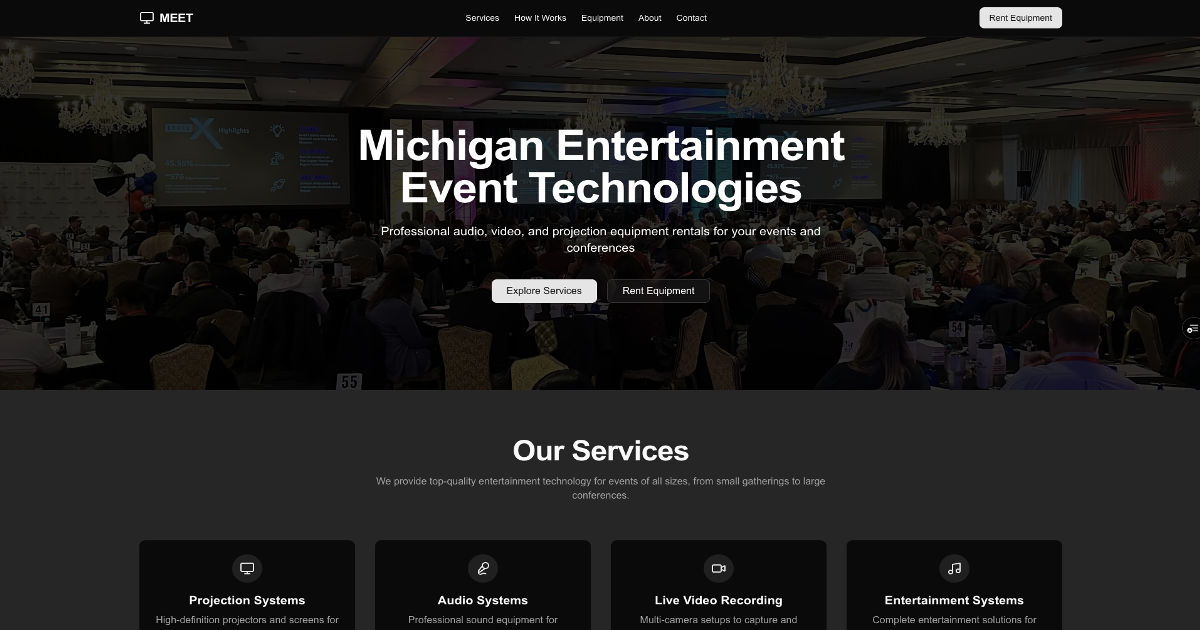 MEET
Services How It Works Equipment About Contact
Rent Equipment
Highlights
Michigan Entertainment
Event Technologies
Professional audio, video, and projection equipment rentals for your events and
conferences
Explore Services Rent Equipment
41
54
55
Our Services
We provide top-quality entertainment technology for events of all sizes, from small gatherings to large
conferences.
Projection Systems Audio Systems Live Video Recording Entertainment Systems
High-definition projectors and screens for Professional sound equipment for Multi-camera setups to capture and Complete entertainment solutions for